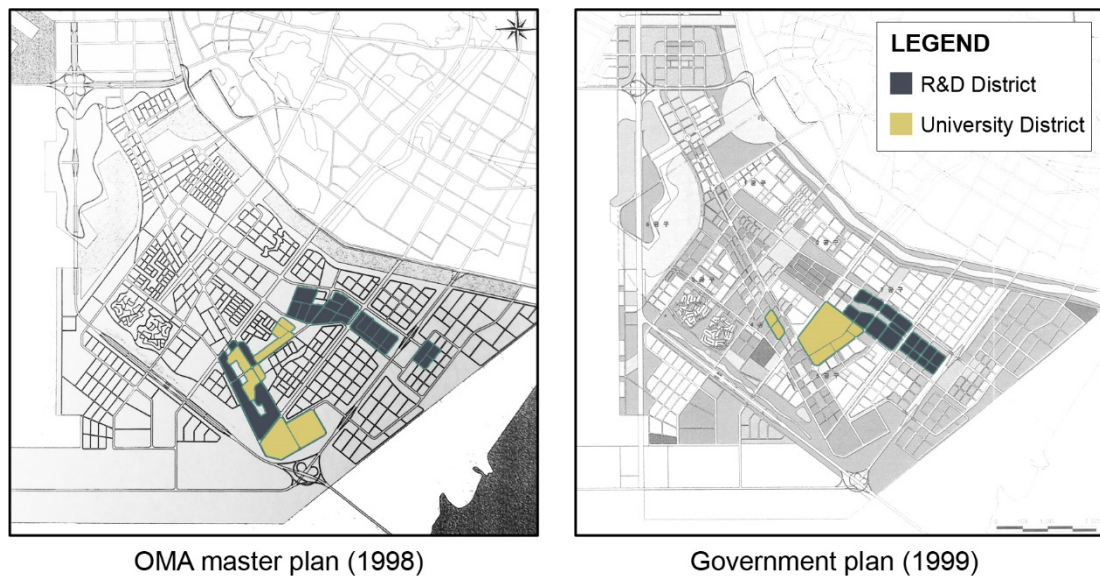 LEGEND
R&D District
University District
OMA master plan (1998)
Government plan (1999)